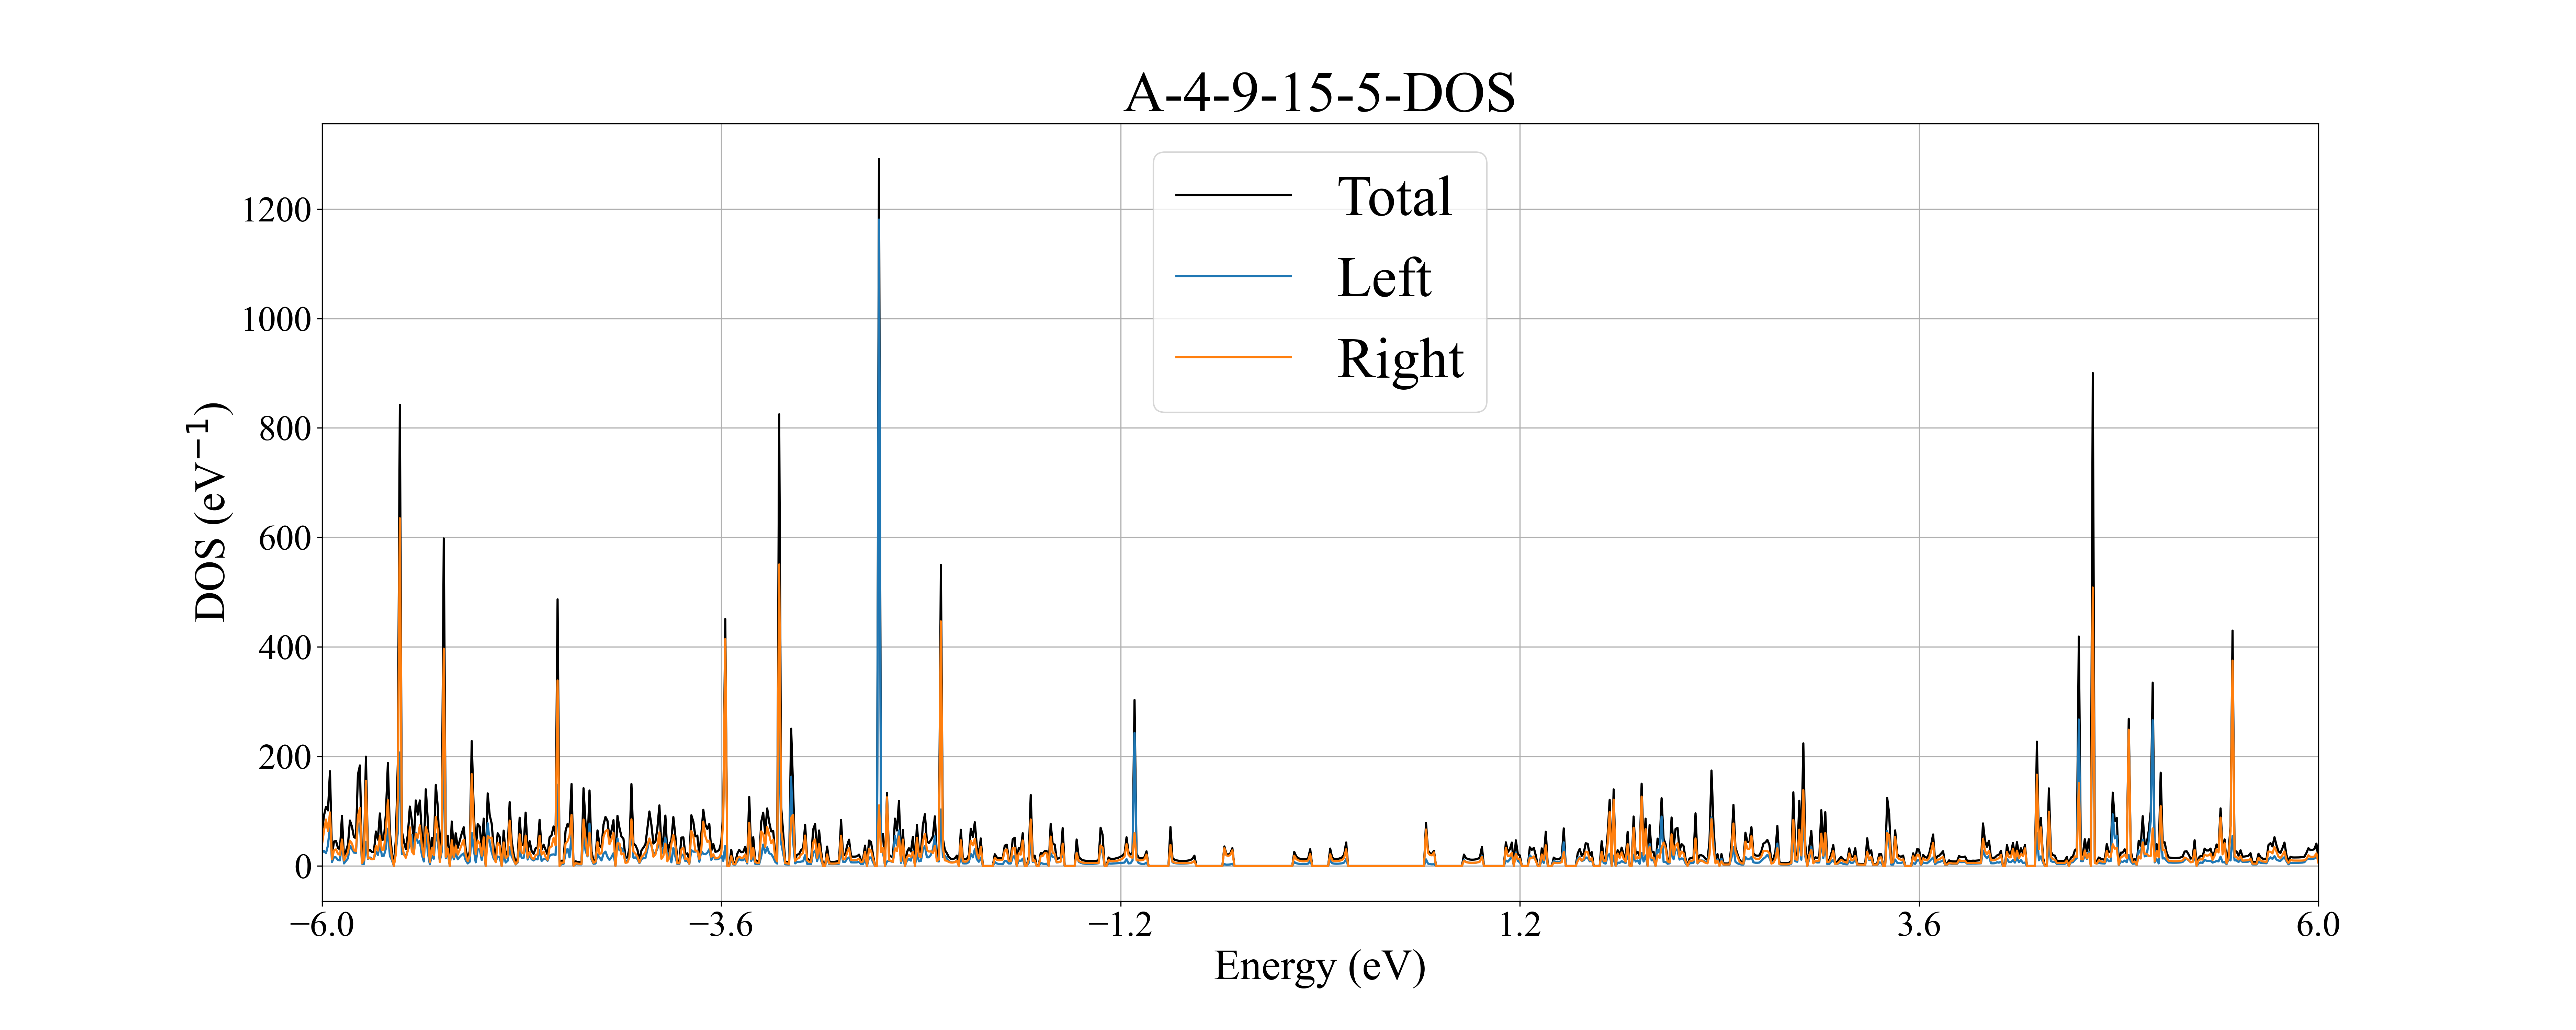 A-4-9-15-5-DOS
Total
Left
Right
1200
1000
800
600
400
200
0
DOS (eV⁻¹)
−6.0 −3.6 −1.2 1.2 3.6 6.0
Energy (eV)